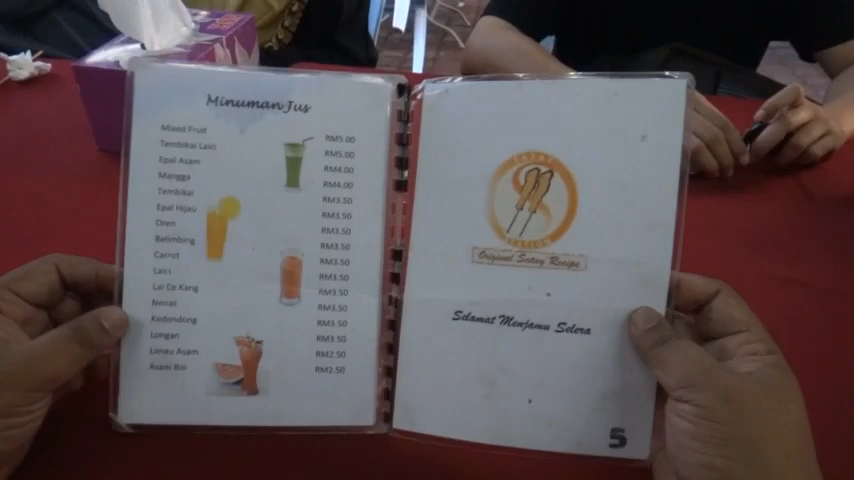 Minuman Jus
Mixed Fruit RM5.00
Tembikai Laici RM5.00
Epal Asam RM4.00
Mangga RM4.00
Tembikai RM3.50
Epal Hijau RM3.50
Oren RM3.50
Belimbing RM3.50
Carrot RM3.50
Laici RM3.50
Lai Ce Kang RM3.50
Nenas RM3.50
Kedondong RM3.50
Longan RM3.50
Limau Asam RM2.50
Asam Boi RM2.50
SATAY
STATION
Original Satay Recipe
Selamat Menjamu Selera
5